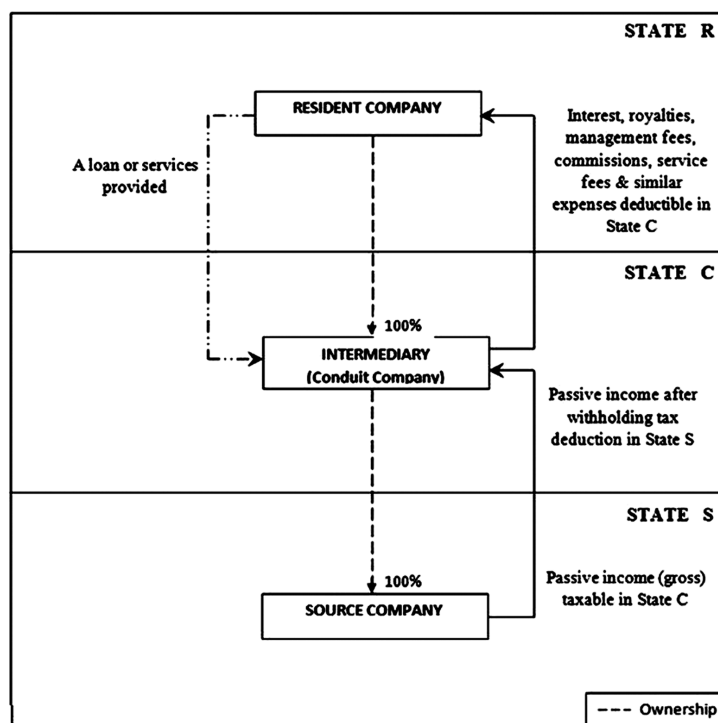 STATE R
RESIDENT COMPANY
A loan or services
provided
Interest, royalties,
management fees,
commissions, service
fees & similar
expenses deductible in
State C
STATE C
100%
INTERMEDIARY
(Conduit Company)
Passive income after
withholding tax
deduction in State S
STATE S
100%
SOURCE COMPANY
Passive income (gross)
taxable in State C
Ownership